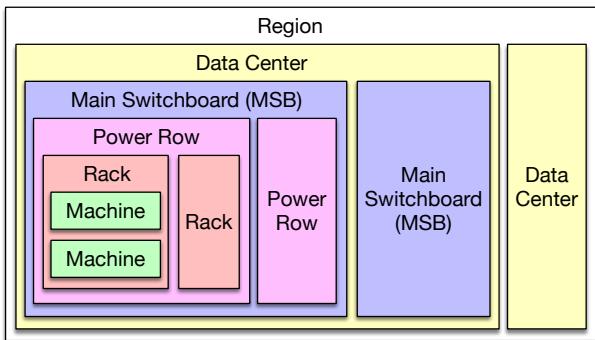 Region
Data Center
Main Switchboard (MSB)
Power Row
Rack
Machine
Machine
Rack
Power
Row
Main
Switchboard
(MSB)
Data
Center